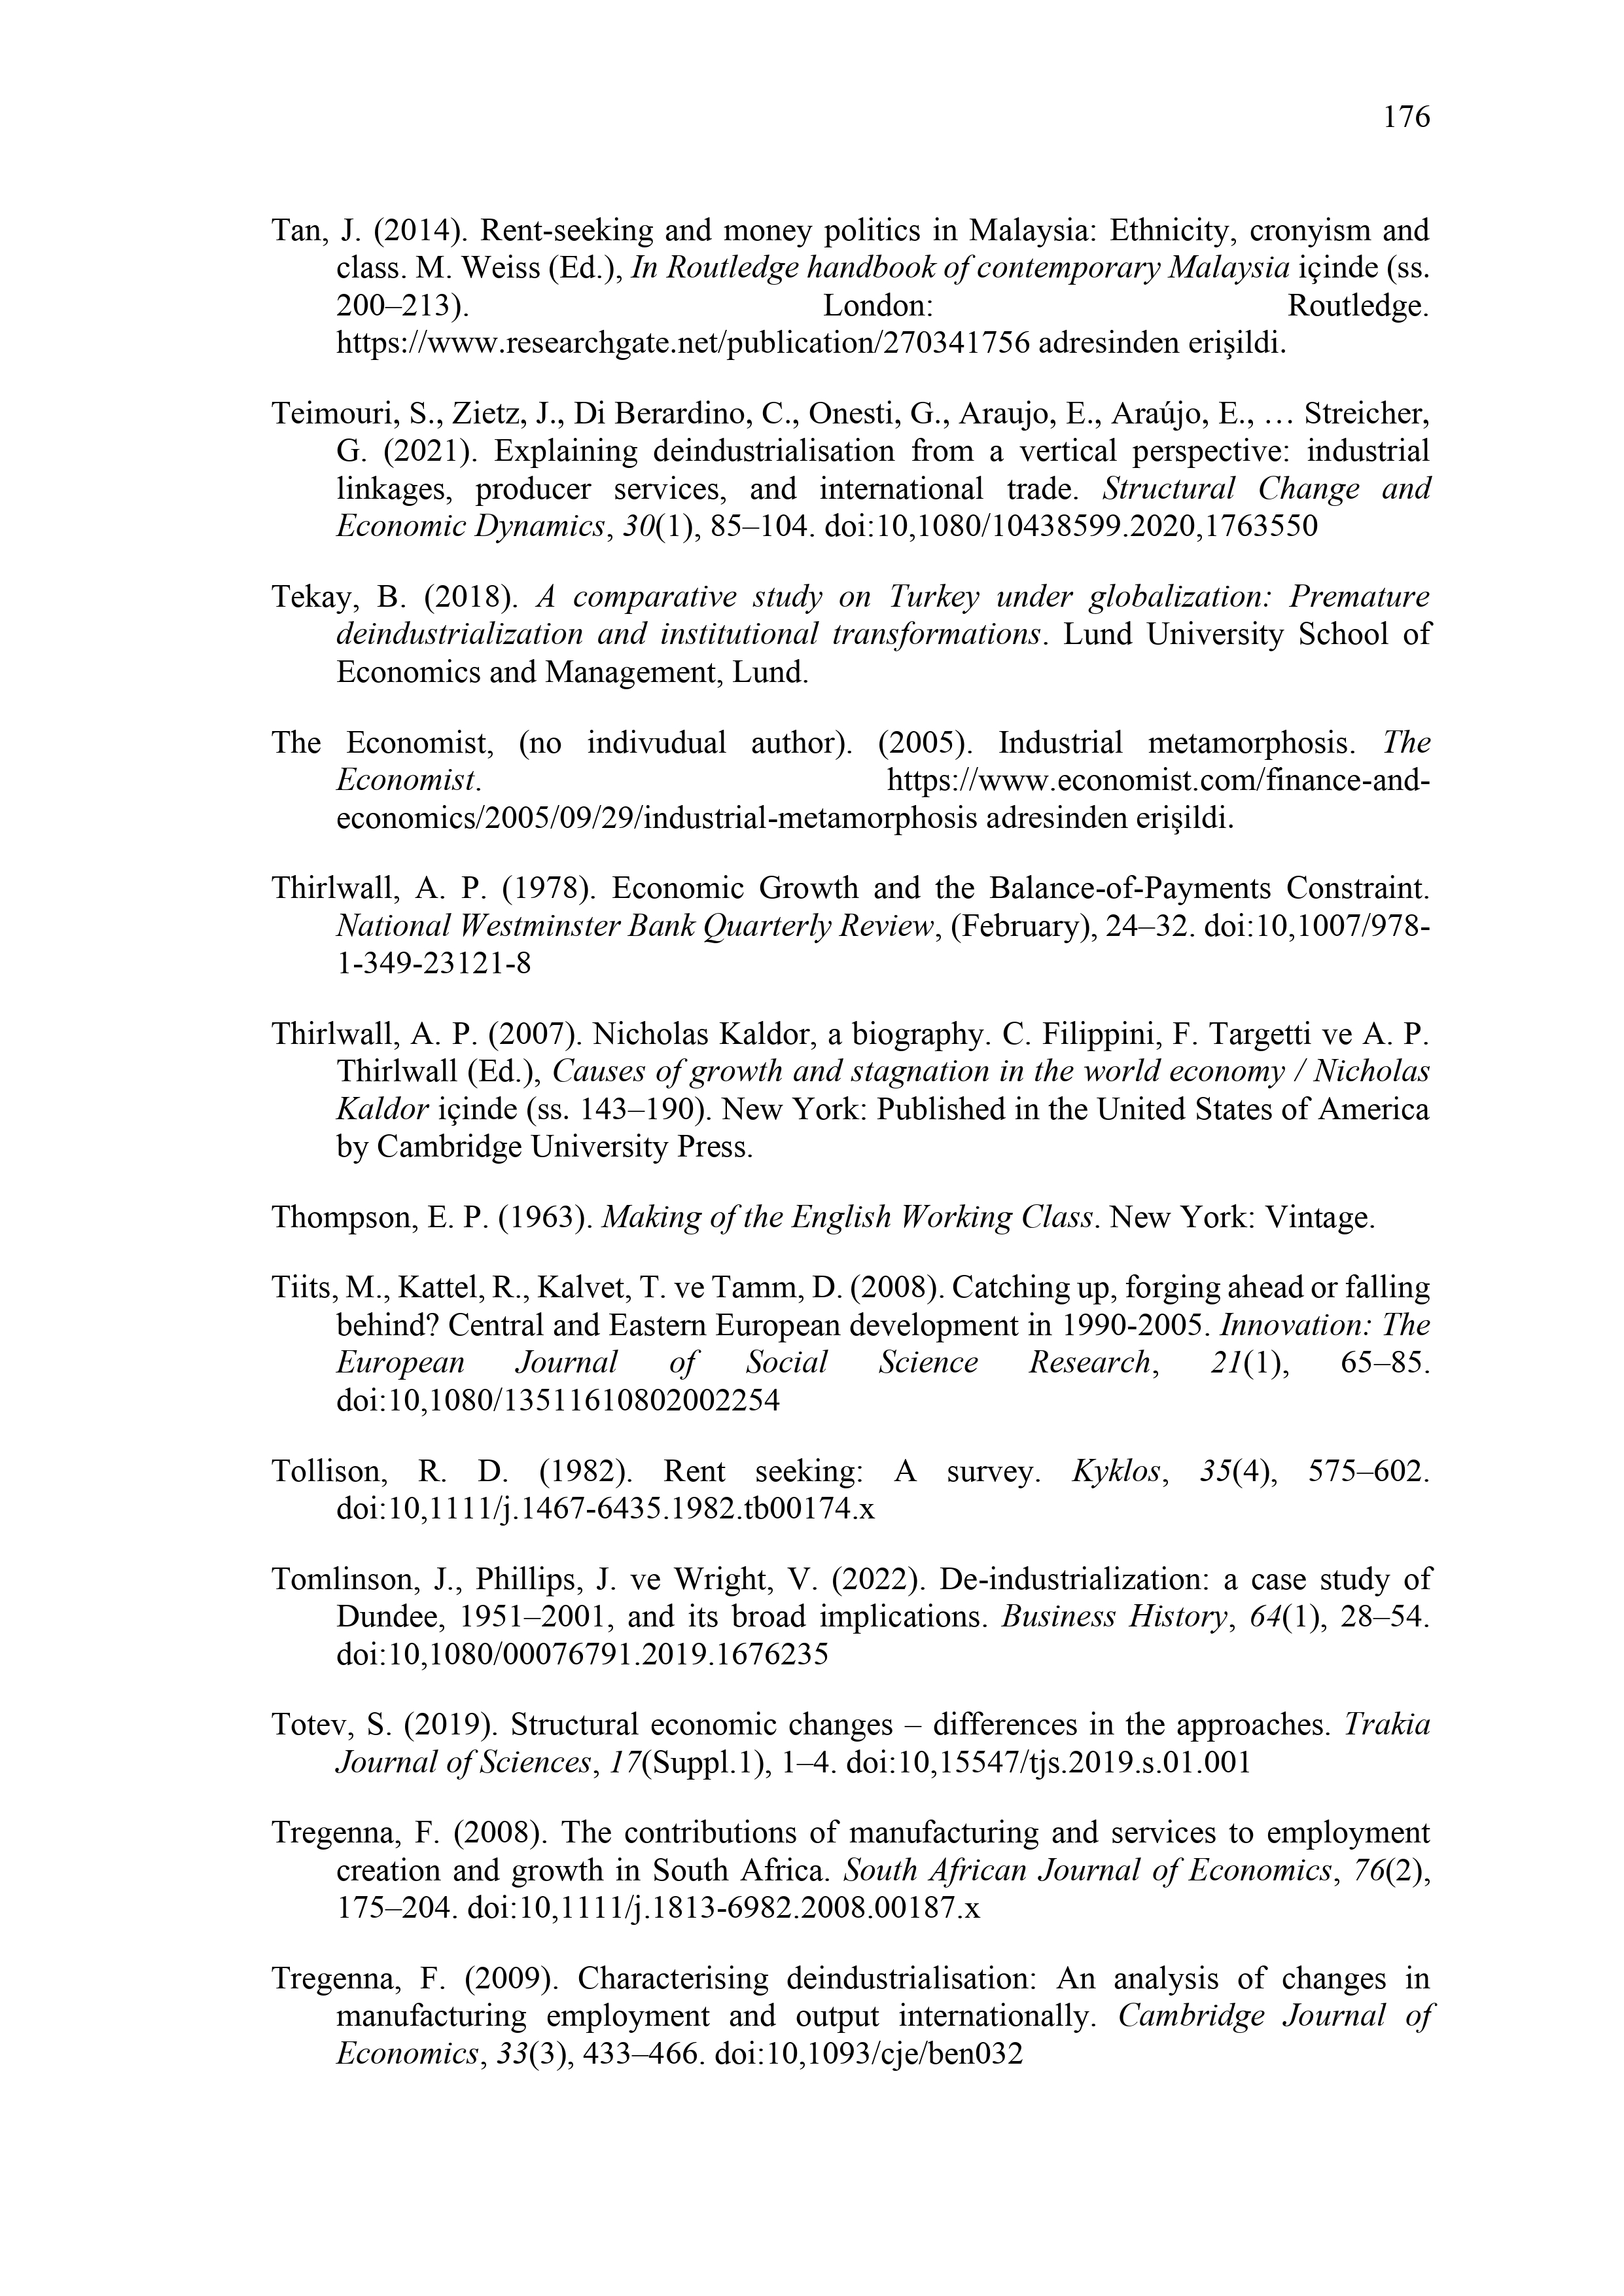 176
Tan, J. (2014). Rent-seeking and money politics in Malaysia: Ethnicity, cronyism and
class. M. Weiss (Ed.), In Routledge handbook of contemporary Malaysia içinde (ss.
200–213). London: Routledge.
https://www.researchgate.net/publication/270341756 adresinden erişildi.
Teimouri, S., Zietz, J., Di Berardino, C., Onesti, G., Araujo, E., Araújo, E., … Streicher,
G. (2021). Explaining deindustrialisation from a vertical perspective: industrial
linkages, producer services, and international trade. Structural Change and
Economic Dynamics, 30(1), 85–104. doi:10,1080/10438599.2020,1763550
Tekay, B. (2018). A comparative study on Turkey under globalization: Premature
deindustrialization and institutional transformations. Lund University School of
Economics and Management, Lund.
The Economist, (no indivudual author). (2005). Industrial metamorphosis. The
Economist. https://www.economist.com/finance-and-
economics/2005/09/29/industrial-metamorphosis adresinden erişildi.
Thirlwall, A. P. (1978). Economic Growth and the Balance-of-Payments Constraint.
National Westminster Bank Quarterly Review, (February), 24–32. doi:10,1007/978-
1-349-23121-8
Thirlwall, A. P. (2007). Nicholas Kaldor, a biography. C. Filippini, F. Targetti ve A. P.
Thirlwall (Ed.), Causes of growth and stagnation in the world economy / Nicholas
Kaldor içinde (ss. 143–190). New York: Published in the United States of America
by Cambridge University Press.
Thompson, E. P. (1963). Making of the English Working Class. New York: Vintage.
Tiits, M., Kattel, R., Kalvet, T. ve Tamm, D. (2008). Catching up, forging ahead or falling
behind? Central and Eastern European development in 1990-2005. Innovation: The
European Journal of Social Science Research, 21(1), 65–85.
doi:10,1080/13511610802002254
Tollison, R. D. (1982). Rent seeking: A survey. Kyklos, 35(4), 575–602.
doi:10,1111/j.1467-6435.1982.tb00174.x
Tomlinson, J., Phillips, J. ve Wright, V. (2022). De-industrialization: a case study of
Dundee, 1951–2001, and its broad implications. Business History, 64(1), 28–54.
doi:10,1080/00076791.2019.1676235
Totev, S. (2019). Structural economic changes – differences in the approaches. Trakia
Journal of Sciences, 17(Suppl.1), 1–4. doi:10,15547/tjs.2019.s.01.001
Tregenna, F. (2008). The contributions of manufacturing and services to employment
creation and growth in South Africa. South African Journal of Economics, 76(2),
175–204. doi:10,1111/j.1813-6982.2008.00187.x
Tregenna, F. (2009). Characterising deindustrialisation: An analysis of changes in
manufacturing employment and output internationally. Cambridge Journal of
Economics, 33(3), 433–466. doi:10,1093/cje/ben032